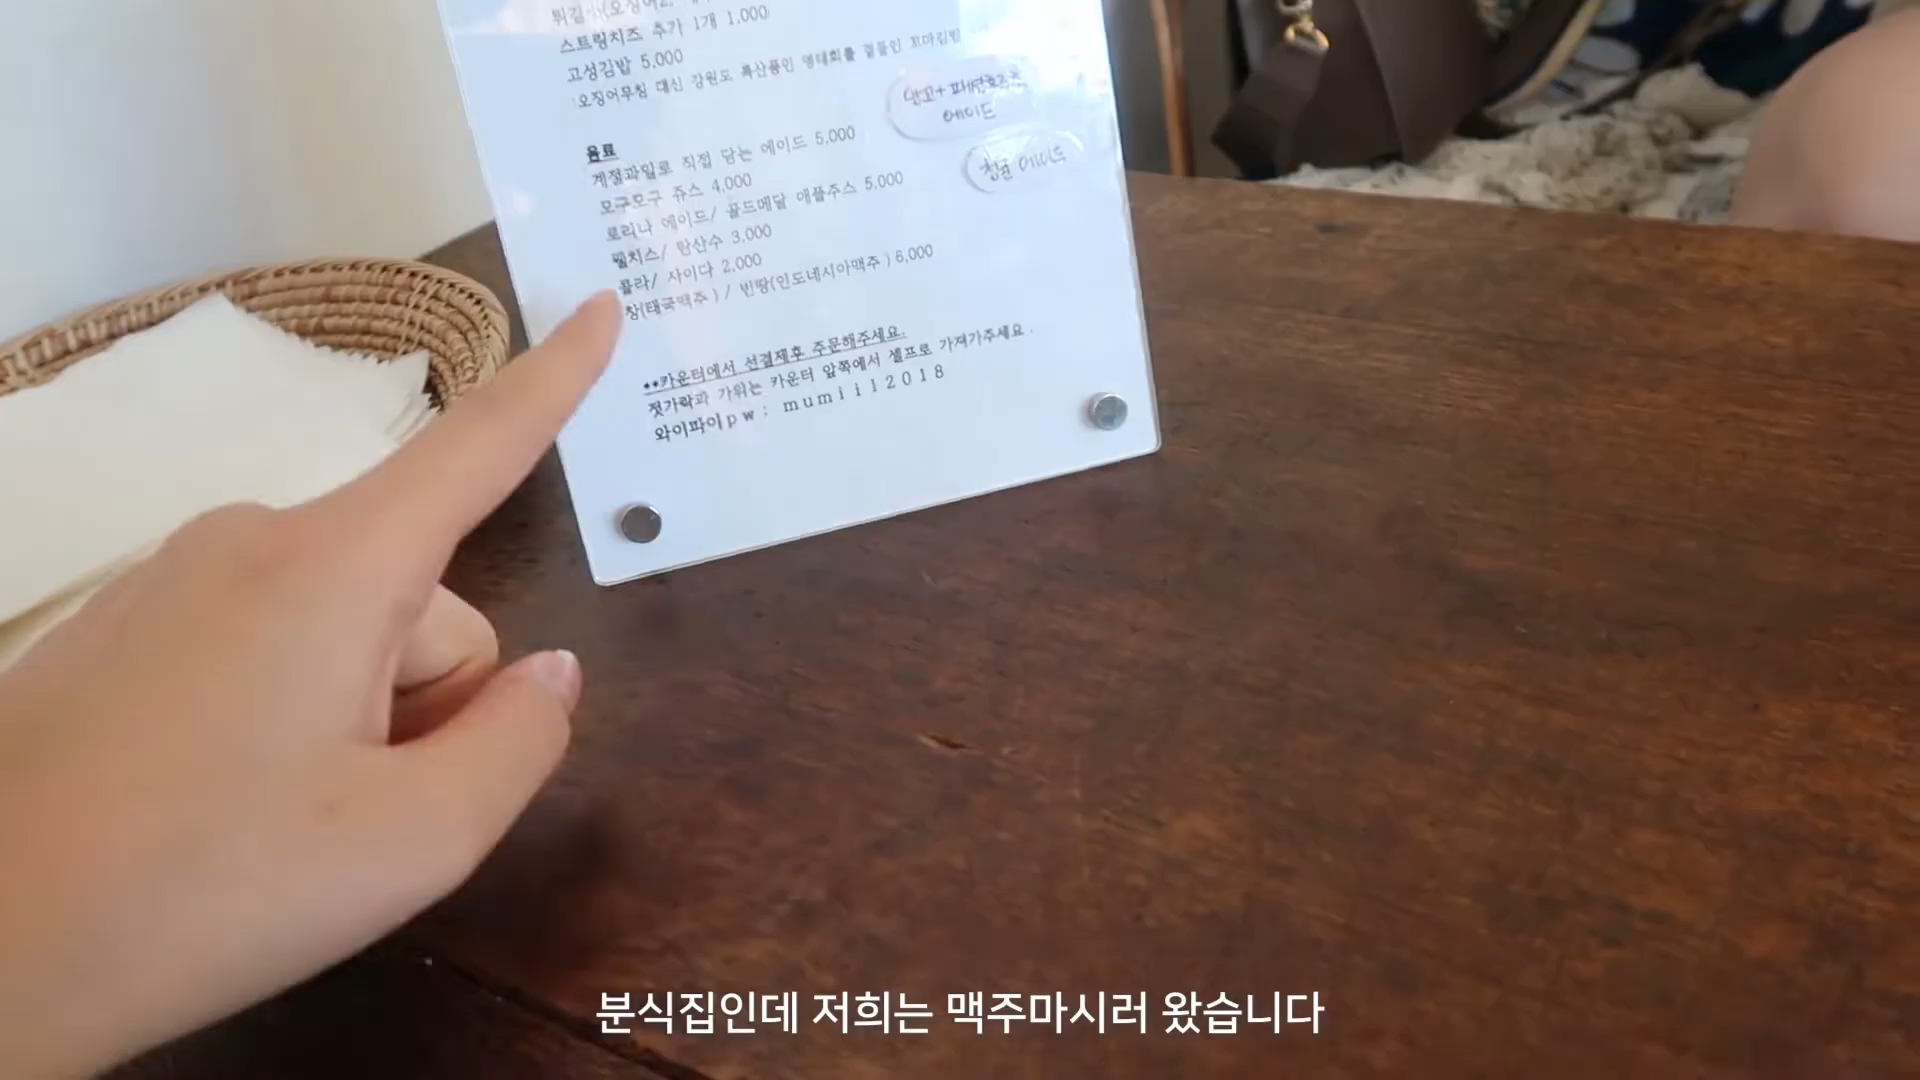 스트링치즈 추가 1개 1,000
고성김밥 5,000
오징어무침 대신 강원도 특산품인 명태회를 곁들인 꼬마김밥
음료
계절과일로 직접 담는 에이드 5,000
모구모구 쥬스 4,000
로리나 에이드/ 골드메달 애플주스 5,000
웰치스/ 탄산수 3,000
콜라/ 사이다 2,000
창(태국맥주) / 빈땅(인도네시아맥주) 6,000
에이드
청귤 에이드
**카운터에서 선결제후 주문해주세요.
젓가락과 가위는 카운터 앞쪽에서 셀프로 가져가주세요.
와이파이pw: mumiii2018
분식집인데 저희는 맥주마시러 왔습니다